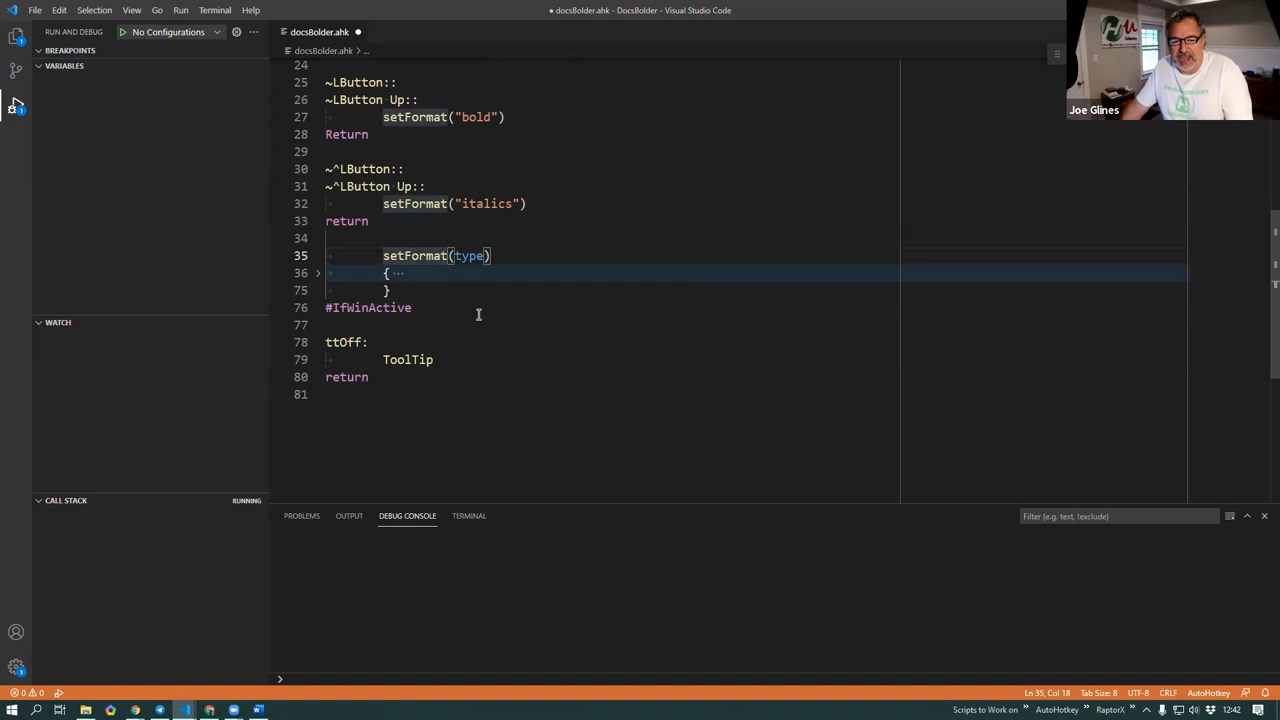 File Edit Selection View Go Run Terminal Help
● docsBolder.ahk - DocsBolder - Visual Studio Code
RUN AND DEBUG No Configurations
BREAKPOINTS
VARIABLES
WATCH
CALL STACK RUNNING
docsBolder.ahk ●
docsBolder.ahk > ...
24
25 ~LButton::
26 ~LButton Up::
27 setFormat("bold")
28 Return
29
30 ~^LButton::
31 ~^LButton Up::
32 setFormat("italics")
33 return
34
35 setFormat(type)
36 { ...
75 }
76 #IfWinActive
77
78 ttOff:
79 ToolTip
80 return
81
Joe Glines
PROBLEMS OUTPUT DEBUG CONSOLE TERMINAL
Filter (e.g. text, !exclude)
0 0
Ln 35, Col 18 Tab Size: 8 UTF-8 CRLF AutoHotkey
Scripts to Work on » AutoHotkey » RaptorX » 12:42